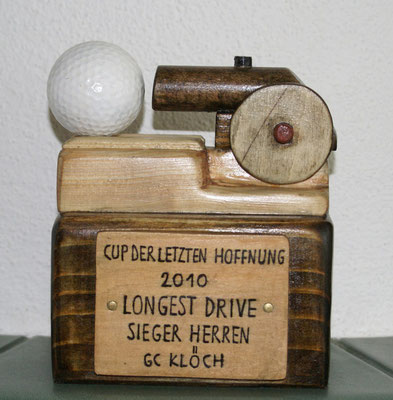 CUP DER LETZTEN HOFFNUNG
2010
LONGEST DRIVE
SIEGER HERREN
GC KLÖCH